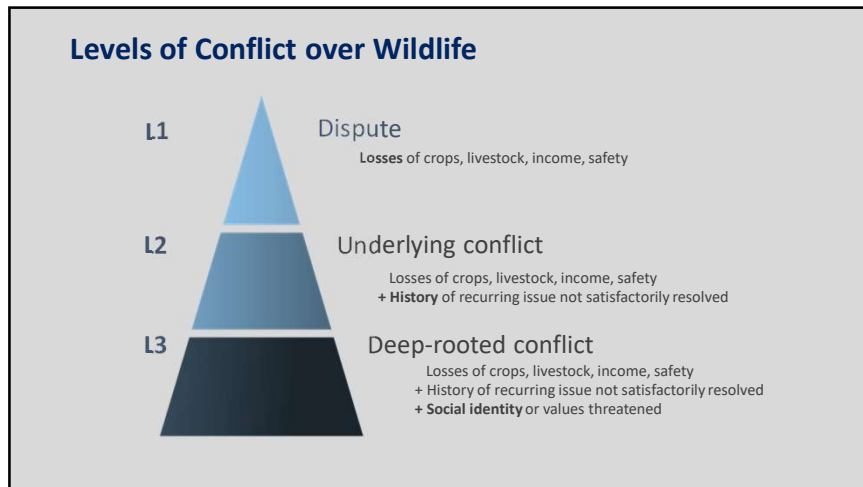 Levels of Conflict over Wildlife
L1
Dispute
Losses of crops, livestock, income, safety
L2
Underlying conflict
Losses of crops, livestock, income, safety
+ History of recurring issue not satisfactorily resolved
L3
Deep-rooted conflict
Losses of crops, livestock, income, safety
+ History of recurring issue not satisfactorily resolved
+ Social identity or values threatened